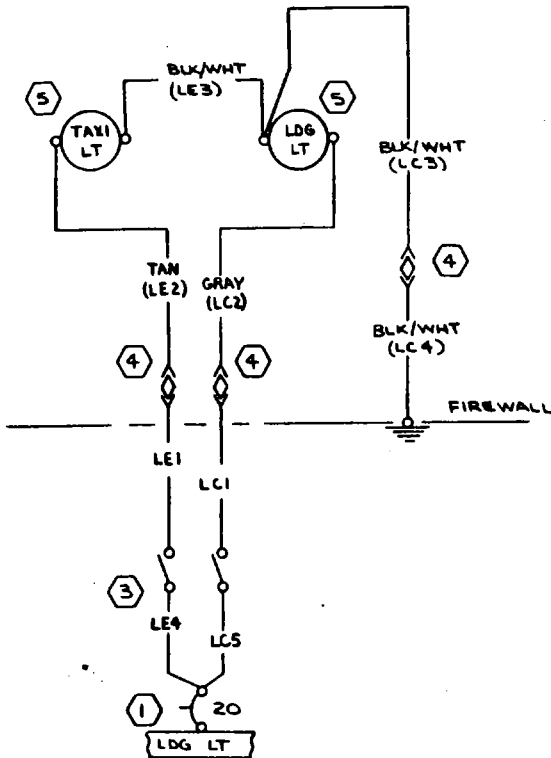 BLK/WHT
(LE3)
5
5
TAXI
LT
LDG
LT
BLK/WHT
(LC3)
4
TAN
(LE2)
GRAY
(LC2)
BLK/WHT
(LC4)
4
4
FIREWALL
LE1
LC1
3
LE4
LC5
1
20
LDG LT